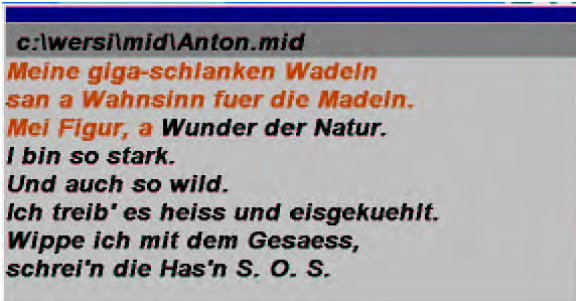 c:\wersi\mid\Anton.mid
Meine giga-schlanken Wadeln
san a Wahnsinn fuer die Madeln.
Mei Figur, a Wunder der Natur.
I bin so stark.
Und auch so wild.
Ich treib' es heiss und eisgekuehlt.
Wippe ich mit dem Gesaess,
schrei'n die Has'n S. O. S.